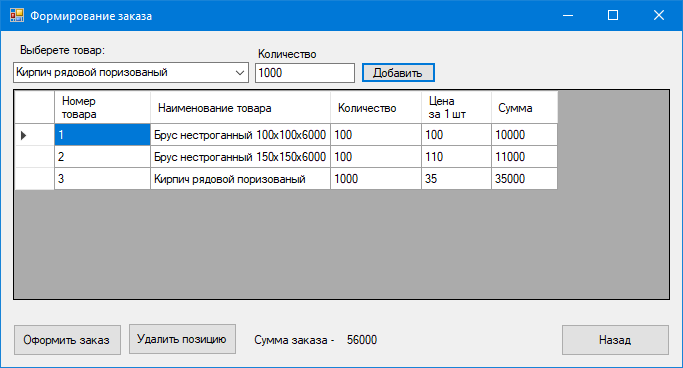 Формирование заказа
Выберете товар:
Количество
Кирпич рядовой поризованый
1000
Добавить
Номер товара Наименование товара Количество Цена за 1 шт Сумма
1 Брус нестроганный 100х100х6000 100 100 10000
2 Брус нестроганный 150х150х6000 100 110 11000
3 Кирпич рядовой поризованый 1000 35 35000
Оформить заказ Удалить позицию Сумма заказа - 56000 Назад